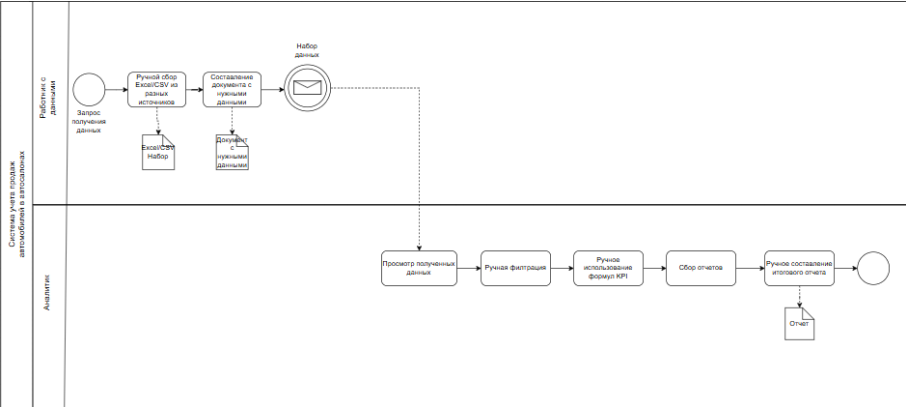 Система учета продаж
автомобилей в автосалонах
Работник с
данными
Запрос
получения
данных
Ручной сбор
Excel/CSV из
разных
источников
Составление
документа с
нужными
данными
Набор
данных
Excel/CSV
Набор
Документ
с
нужными
данными
Аналитик
Просмотр полученных
данных
Ручная филтрация
Ручное
использование
формул KPI
Сбор отчетов
Ручное составление
итогового отчета
Отчет